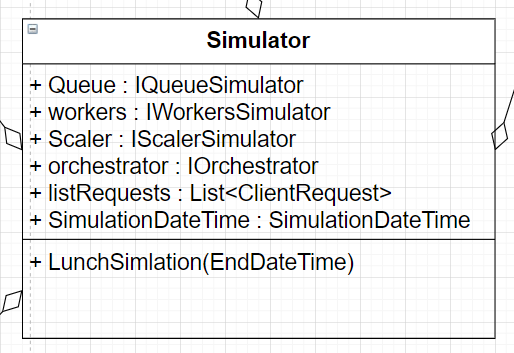 Simulator
+ Queue : IQueueSimulator
+ workers : IWorkersSimulator
+ Scaler : IScalerSimulator
+ orchestrator : IOrchestrator
+ listRequests : List<ClientRequest>
+ SimulationDateTime : SimulationDateTime
+ LunchSimlation(EndDateTime)